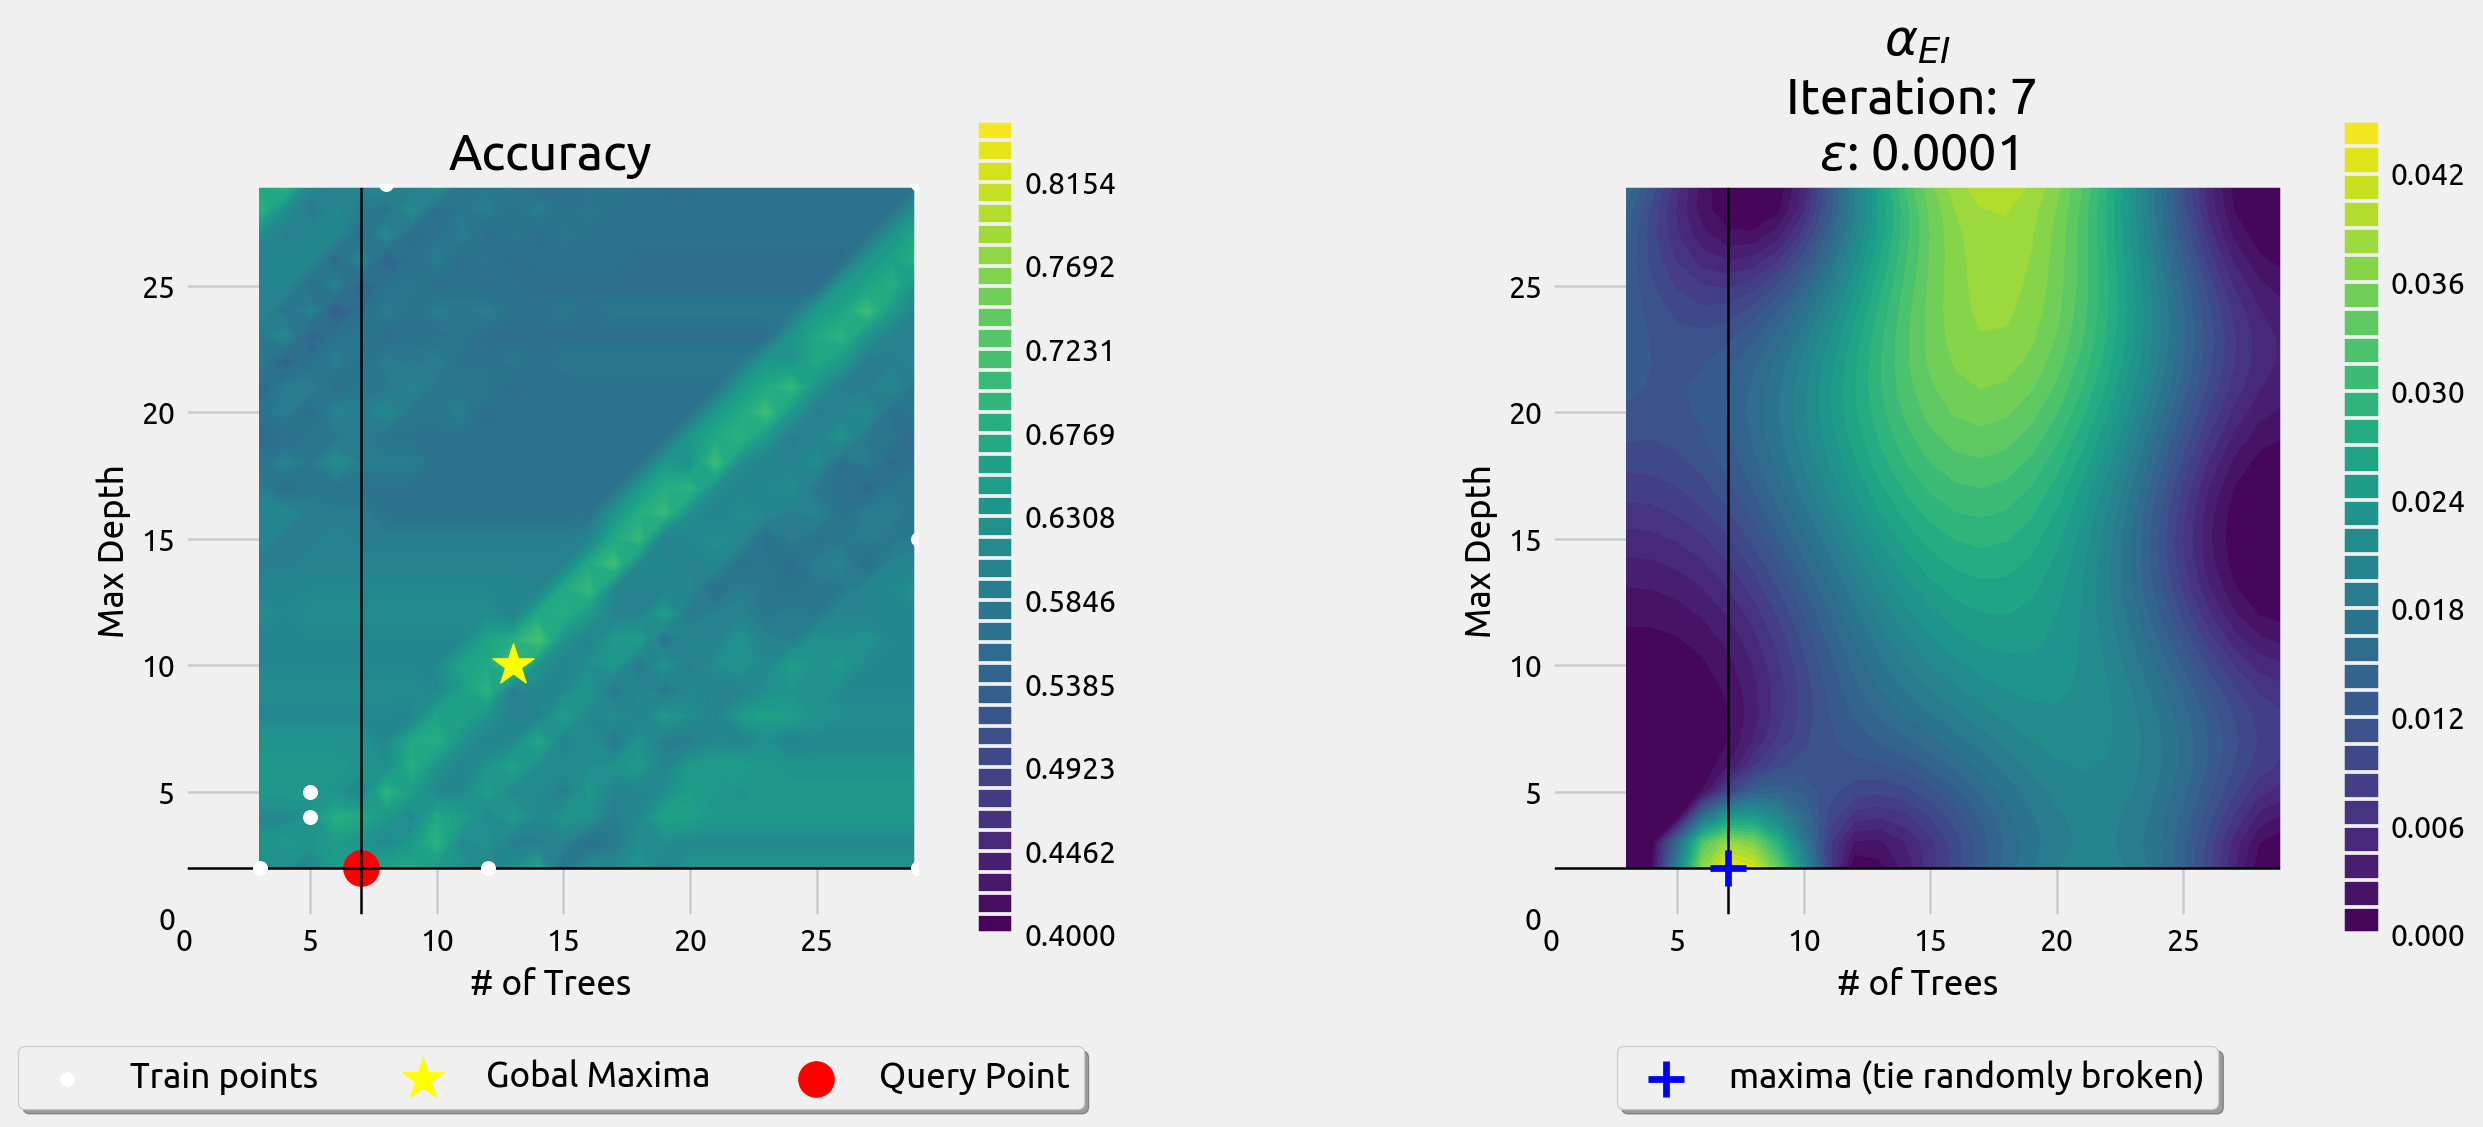 Accuracy
Max Depth
25
20
15
10
5
0
0 5 10 15 20 25
# of Trees
0.8154
0.7692
0.7231
0.6769
0.6308
0.5846
0.5385
0.4923
0.4462
0.4000
Train points
Gobal Maxima
Query Point
α_EI
Iteration: 7
ε: 0.0001
Max Depth
25
20
15
10
5
0
0 5 10 15 20 25
# of Trees
0.042
0.036
0.030
0.024
0.018
0.012
0.006
0.000
maxima (tie randomly broken)